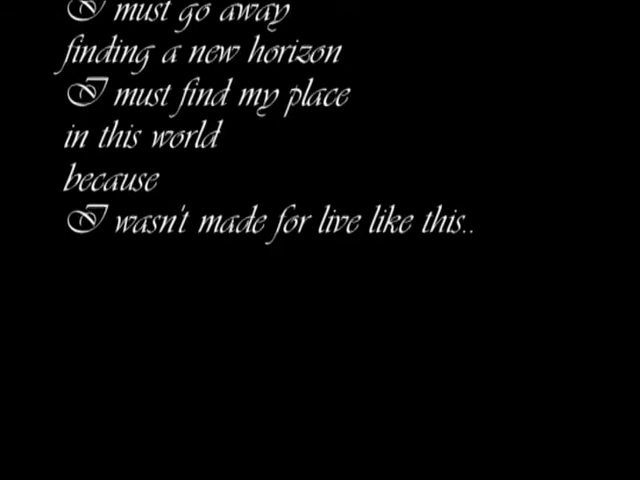 I must go away
finding a new horizon
I must find my place
in this world
because
I wasn't made for live like this..